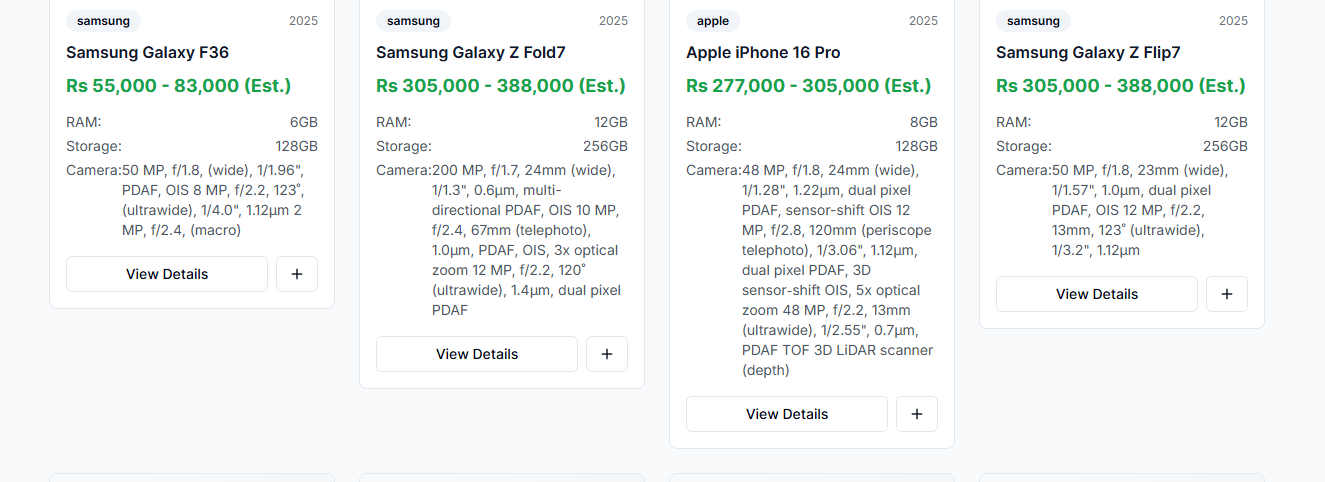 samsung 2025
Samsung Galaxy F36
Rs 55,000 - 83,000 (Est.)
RAM: 6GB
Storage: 128GB
Camera:50 MP, f/1.8, (wide), 1/1.96",
PDAF, OIS 8 MP, f/2.2, 123˚,
(ultrawide), 1/4.0", 1.12µm 2
MP, f/2.4, (macro)
View Details +
samsung 2025
Samsung Galaxy Z Fold7
Rs 305,000 - 388,000 (Est.)
RAM: 12GB
Storage: 256GB
Camera:200 MP, f/1.7, 24mm (wide),
1/1.3", 0.6µm, multi-
directional PDAF, OIS 10 MP,
f/2.4, 67mm (telephoto),
1.0µm, PDAF, OIS, 3x optical
zoom 12 MP, f/2.2, 120˚
(ultrawide), 1.4µm, dual pixel
PDAF
View Details +
apple 2025
Apple iPhone 16 Pro
Rs 277,000 - 305,000 (Est.)
RAM: 8GB
Storage: 128GB
Camera:48 MP, f/1.8, 24mm (wide),
1/1.28", 1.22µm, dual pixel
PDAF, sensor-shift OIS 12
MP, f/2.8, 120mm (periscope
telephoto), 1/3.06", 1.12µm,
dual pixel PDAF, 3D
sensor‑shift OIS, 5x optical
zoom 48 MP, f/2.2, 13mm
(ultrawide), 1/2.55", 0.7µm,
PDAF TOF 3D LiDAR scanner
(depth)
View Details +
samsung 2025
Samsung Galaxy Z Flip7
Rs 305,000 - 388,000 (Est.)
RAM: 12GB
Storage: 256GB
Camera:50 MP, f/1.8, 23mm (wide),
1/1.57", 1.0µm, dual pixel
PDAF, OIS 12 MP, f/2.2,
13mm, 123˚ (ultrawide),
1/3.2", 1.12µm
View Details +